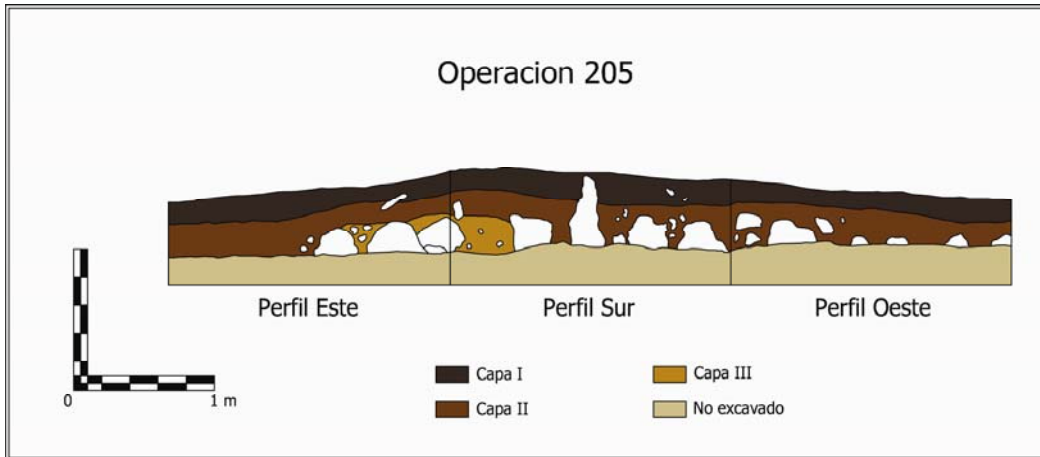 Operacion 205
Perfil Este
Perfil Sur
Perfil Oeste
0
1 m
Capa I
Capa III
Capa II
No excavado